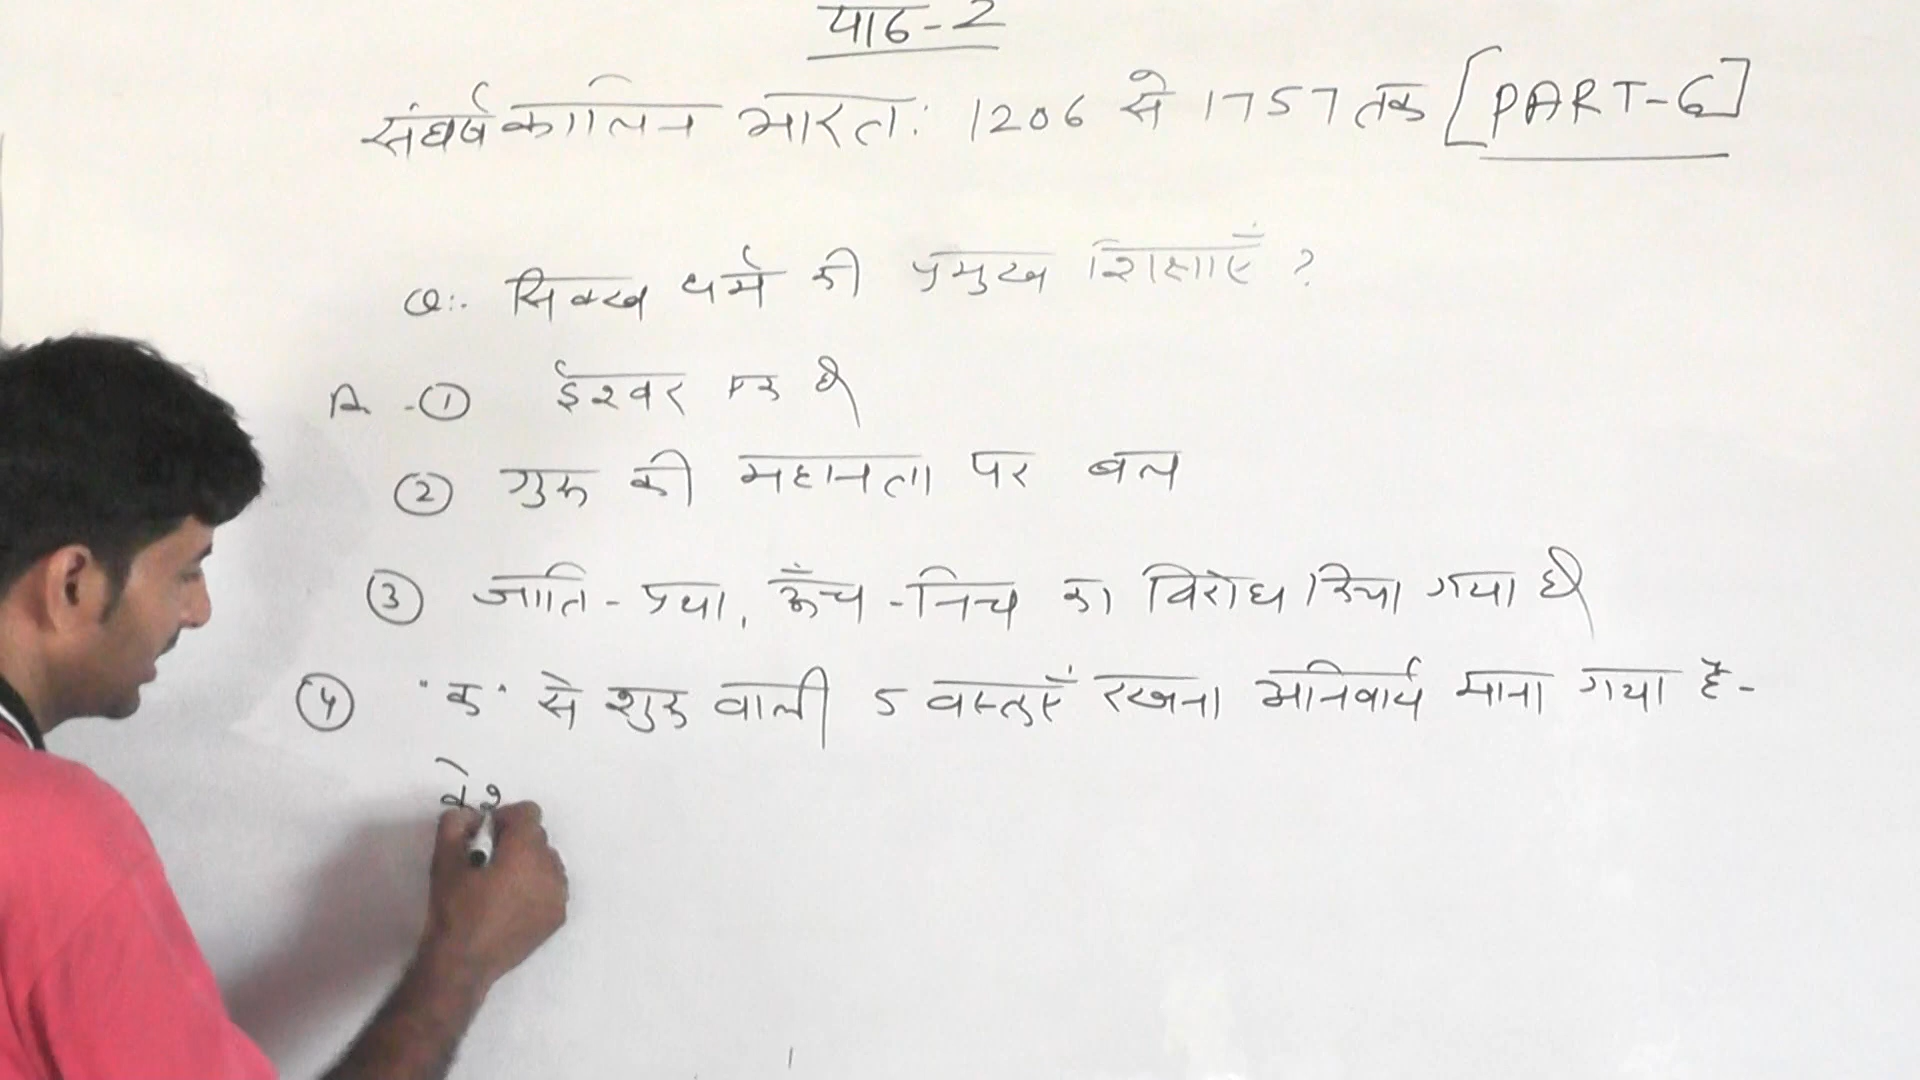 पाठ-2
संघर्षकालिन भारत: 1206 से 1757 तक [PART-6]
Q:. सिक्ख धर्म की प्रमुख शिक्षाएँ ?
A - ① ईश्वर एक है
② गुरू की महानता पर बल
③ जाति - प्रथा, ऊँच - निच का विरोध किया गया है
④ "क" से शुरू वाली 5 वस्तुएँ रखना अनिवार्य माना गया है -
केश